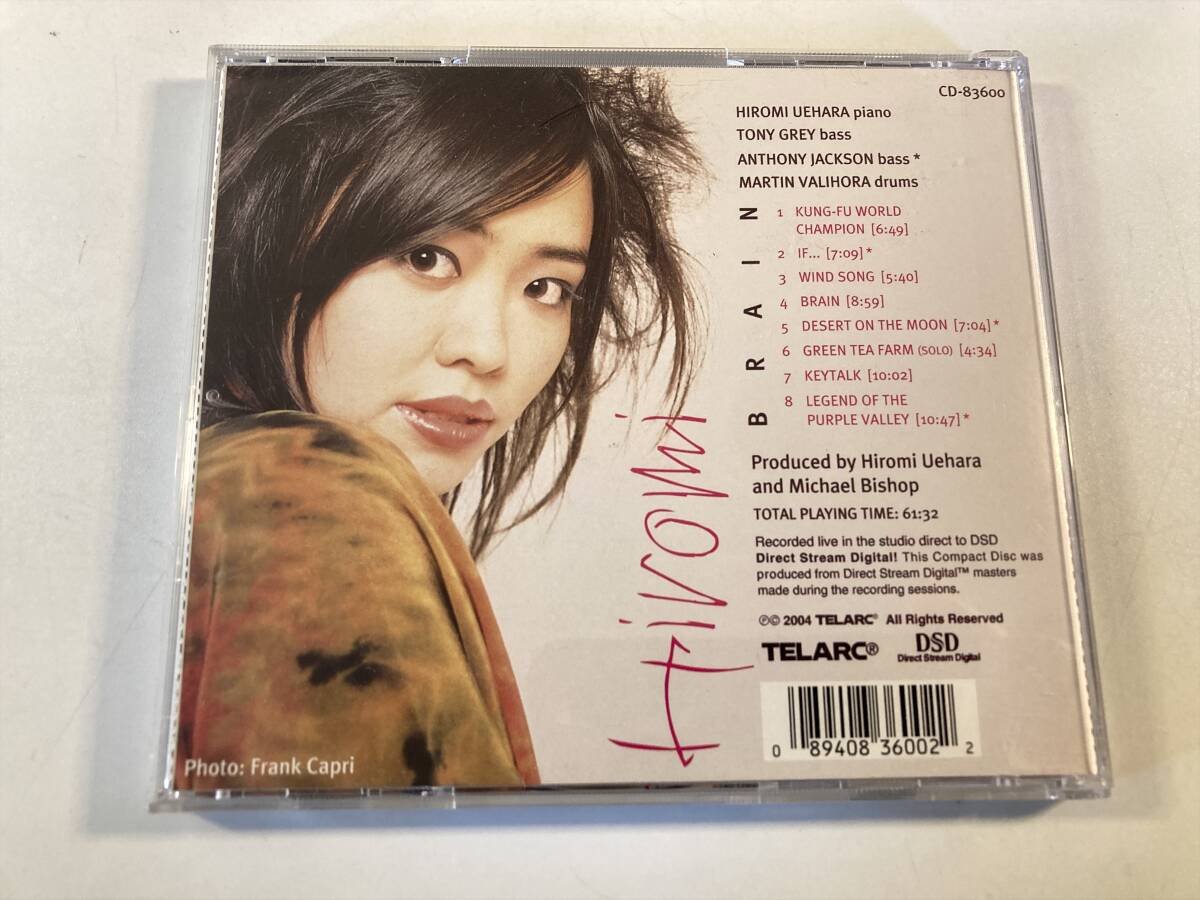 CD-83600
HIROMI UEHARA piano
TONY GREY bass
ANTHONY JACKSON bass *
MARTIN VALIHORA drums
BRAIN
1 KUNG-FU WORLD
CHAMPION [6:49]
2 IF... [7:09] *
3 WIND SONG [5:40]
4 BRAIN [8:59]
5 DESERT ON THE MOON [7:04] *
6 GREEN TEA FARM (SOLO) [4:34]
7 KEYTALK [10:02]
8 LEGEND OF THE
PURPLE VALLEY [10:47] *
Hiromi
Produced by Hiromi Uehara
and Michael Bishop
TOTAL PLAYING TIME: 61:32
Recorded live in the studio direct to DSD
Direct Stream Digital! This Compact Disc was
produced from Direct Stream Digital™ masters
made during the recording sessions.
℗© 2004 TELARC® All Rights Reserved
TELARC®
DSD
Direct Stream Digital
0 89408 36002 2
Photo: Frank Capri